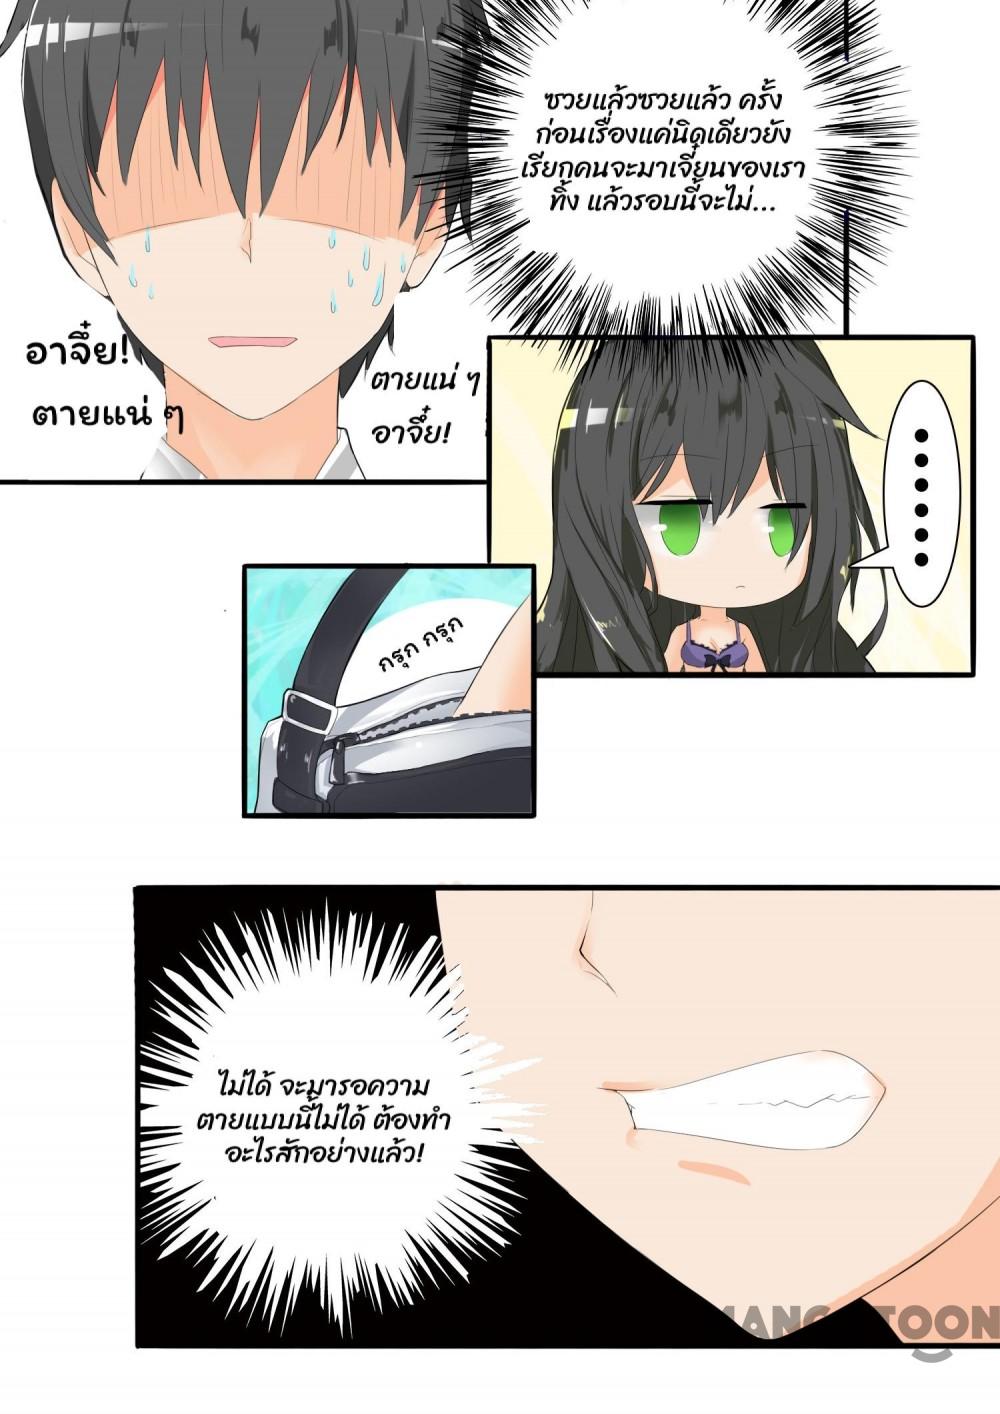 ซวยแล้วซวยแล้ว ครั้ง
ก่อนเรื่องแค่นิดเดียวยัง
เรียกคนจะมาเจี๋ยนของเรา
ทิ้ง แล้วรอบนี้จะไม่...
อาจึ๋ย!
ตายแน่ ๆ
ตายแน่ ๆ
อาจึ๋ย!
กรุก กรุก
ไม่ได้ จะมารอความ
ตายแบบนี้ไม่ได้ ต้องทำ
อะไรสักอย่างแล้ว!
MANGATOON